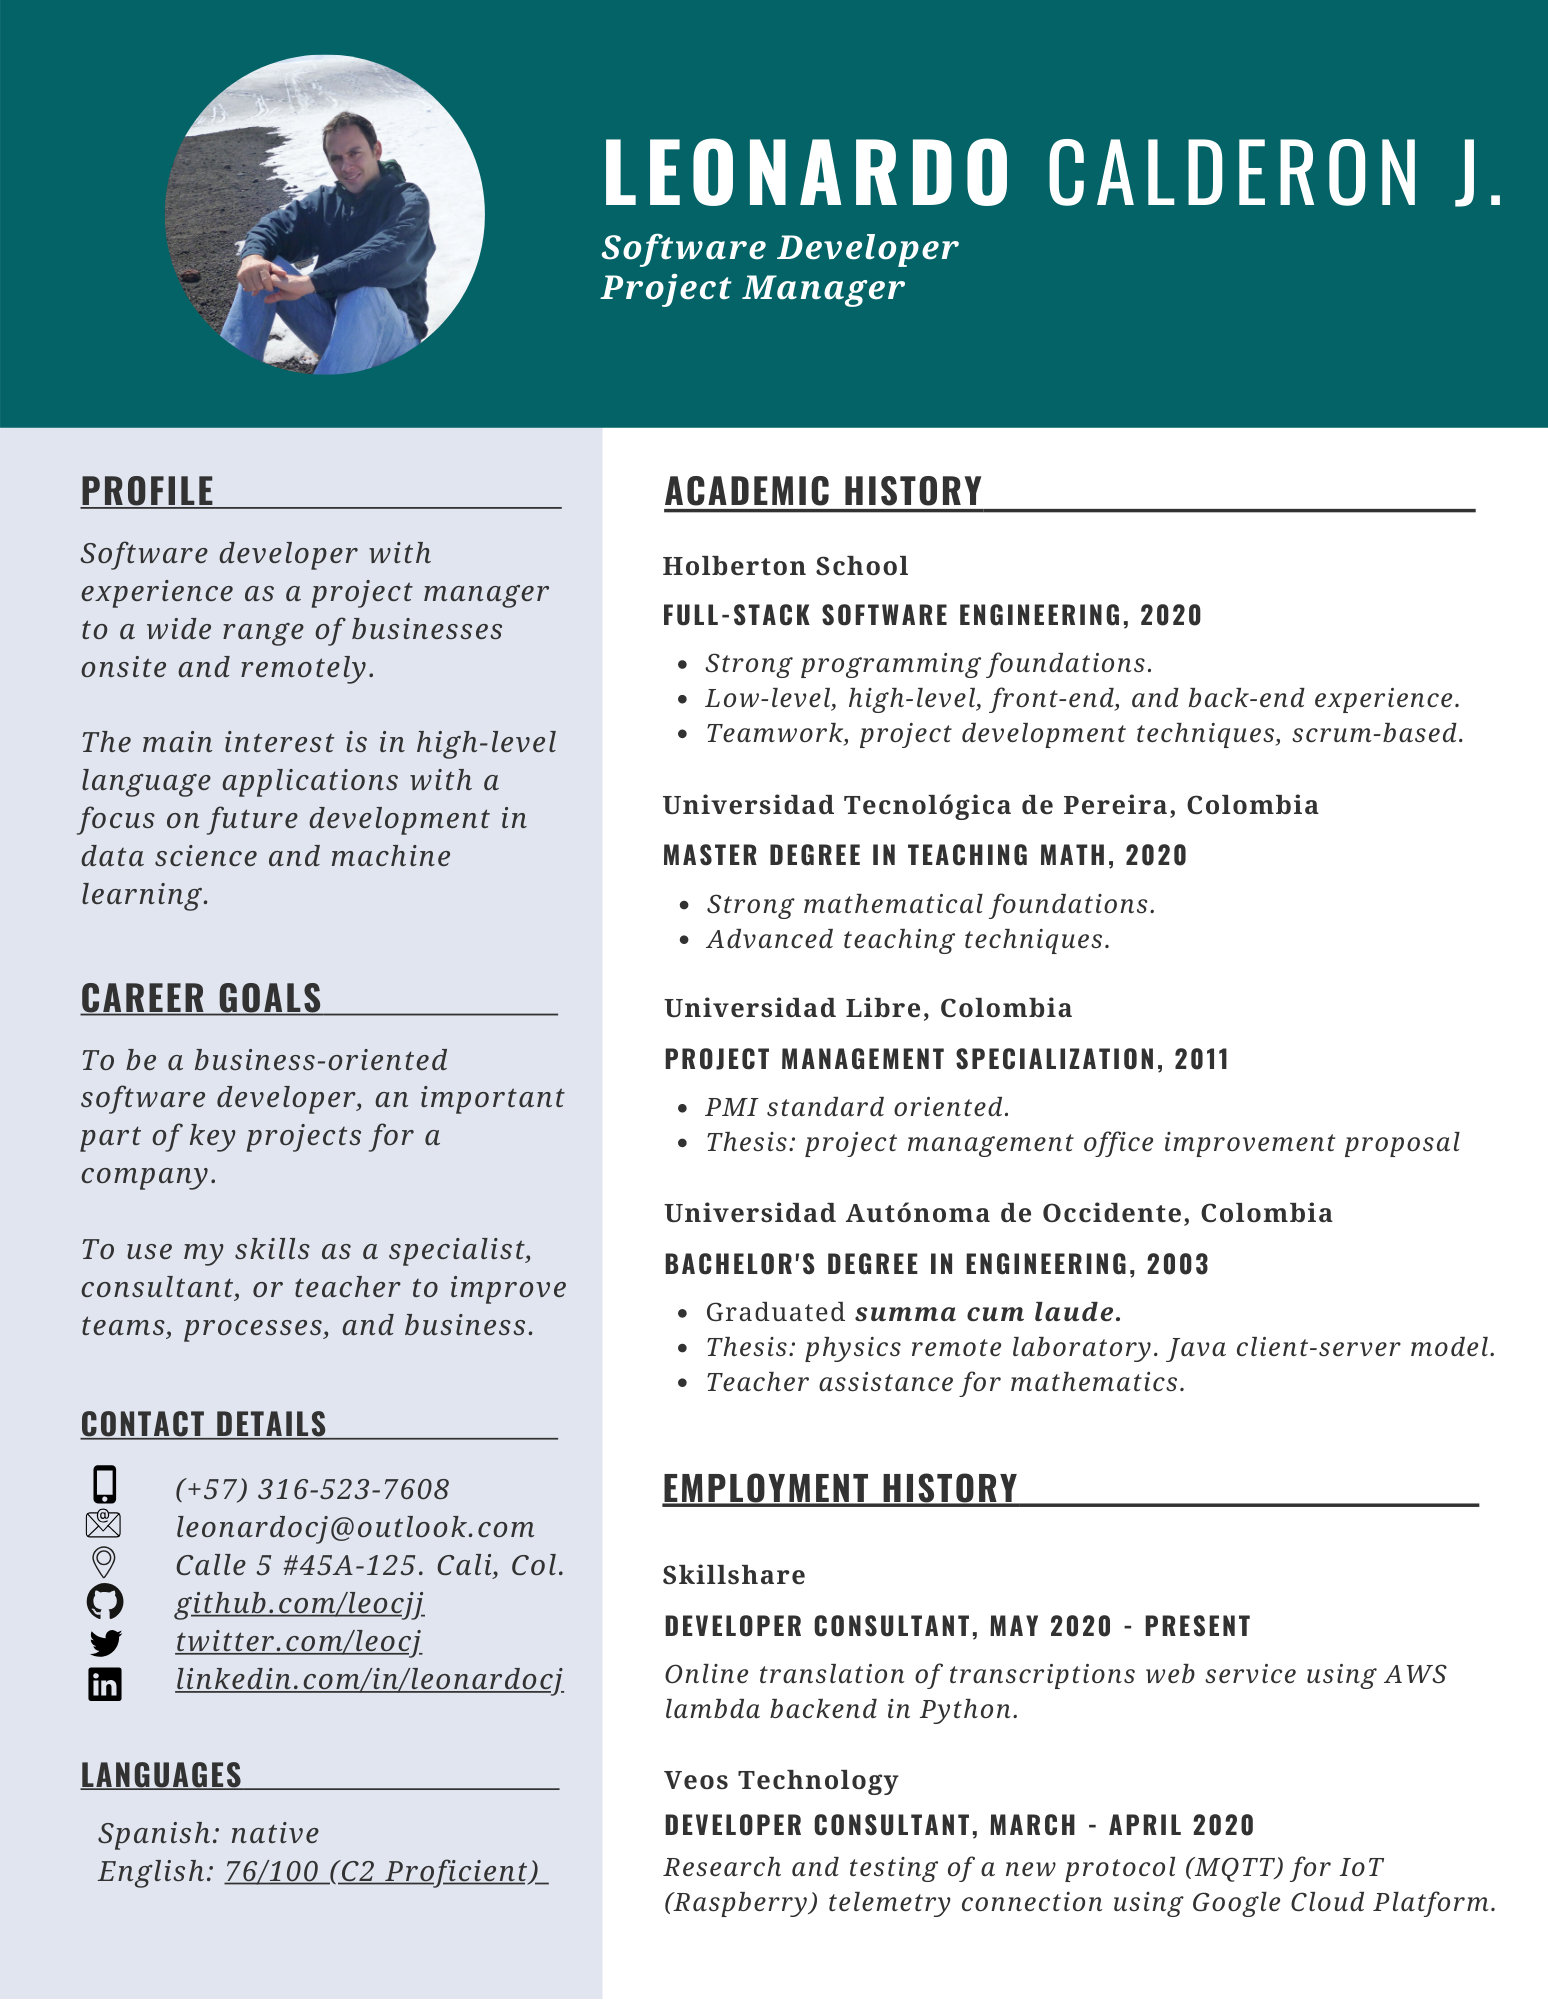 LEONARDO CALDERON J.
Software Developer
Project Manager
PROFILE
Software developer with
experience as a project manager
to a wide range of businesses
onsite and remotely.
The main interest is in high-level
language applications with a
focus on future development in
data science and machine
learning.
CAREER GOALS
To be a business-oriented
software developer, an important
part of key projects for a
company.
To use my skills as a specialist,
consultant, or teacher to improve
teams, processes, and business.
CONTACT DETAILS
(+57) 316-523-7608
leonardocj@outlook.com
Calle 5 #45A-125. Cali, Col.
github.com/leocjj
twitter.com/leocj
linkedin.com/in/leonardocj
LANGUAGES
Spanish: native
English: 76/100 (C2 Proficient)
ACADEMIC HISTORY
Holberton School
FULL-STACK SOFTWARE ENGINEERING, 2020
• Strong programming foundations.
• Low-level, high-level, front-end, and back-end experience.
• Teamwork, project development techniques, scrum-based.
Universidad Tecnológica de Pereira, Colombia
MASTER DEGREE IN TEACHING MATH, 2020
• Strong mathematical foundations.
• Advanced teaching techniques.
Universidad Libre, Colombia
PROJECT MANAGEMENT SPECIALIZATION, 2011
• PMI standard oriented.
• Thesis: project management office improvement proposal
Universidad Autónoma de Occidente, Colombia
BACHELOR'S DEGREE IN ENGINEERING, 2003
• Graduated summa cum laude.
• Thesis: physics remote laboratory. Java client-server model.
• Teacher assistance for mathematics.
EMPLOYMENT HISTORY
Skillshare
DEVELOPER CONSULTANT, MAY 2020 - PRESENT
Online translation of transcriptions web service using AWS
lambda backend in Python.
Veos Technology
DEVELOPER CONSULTANT, MARCH - APRIL 2020
Research and testing of a new protocol (MQTT) for IoT
(Raspberry) telemetry connection using Google Cloud Platform.